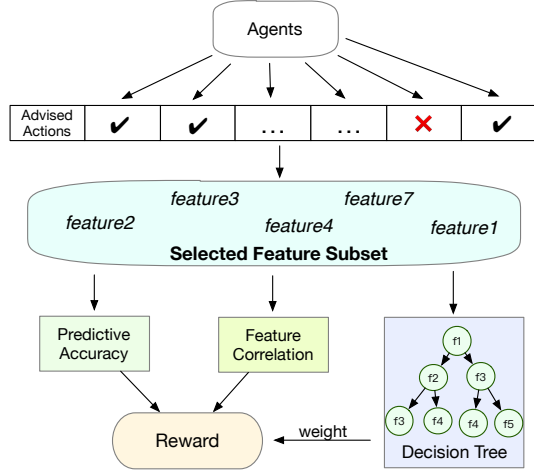 Agents
Advised
Actions
✔ ✔ ... ... ✕ ✔
feature3 feature7
feature2 feature4 feature1
Selected Feature Subset
Predictive
Accuracy
Feature
Correlation
f1
f2 f3
f3 f4 f4 f5
Decision Tree
weight
Reward